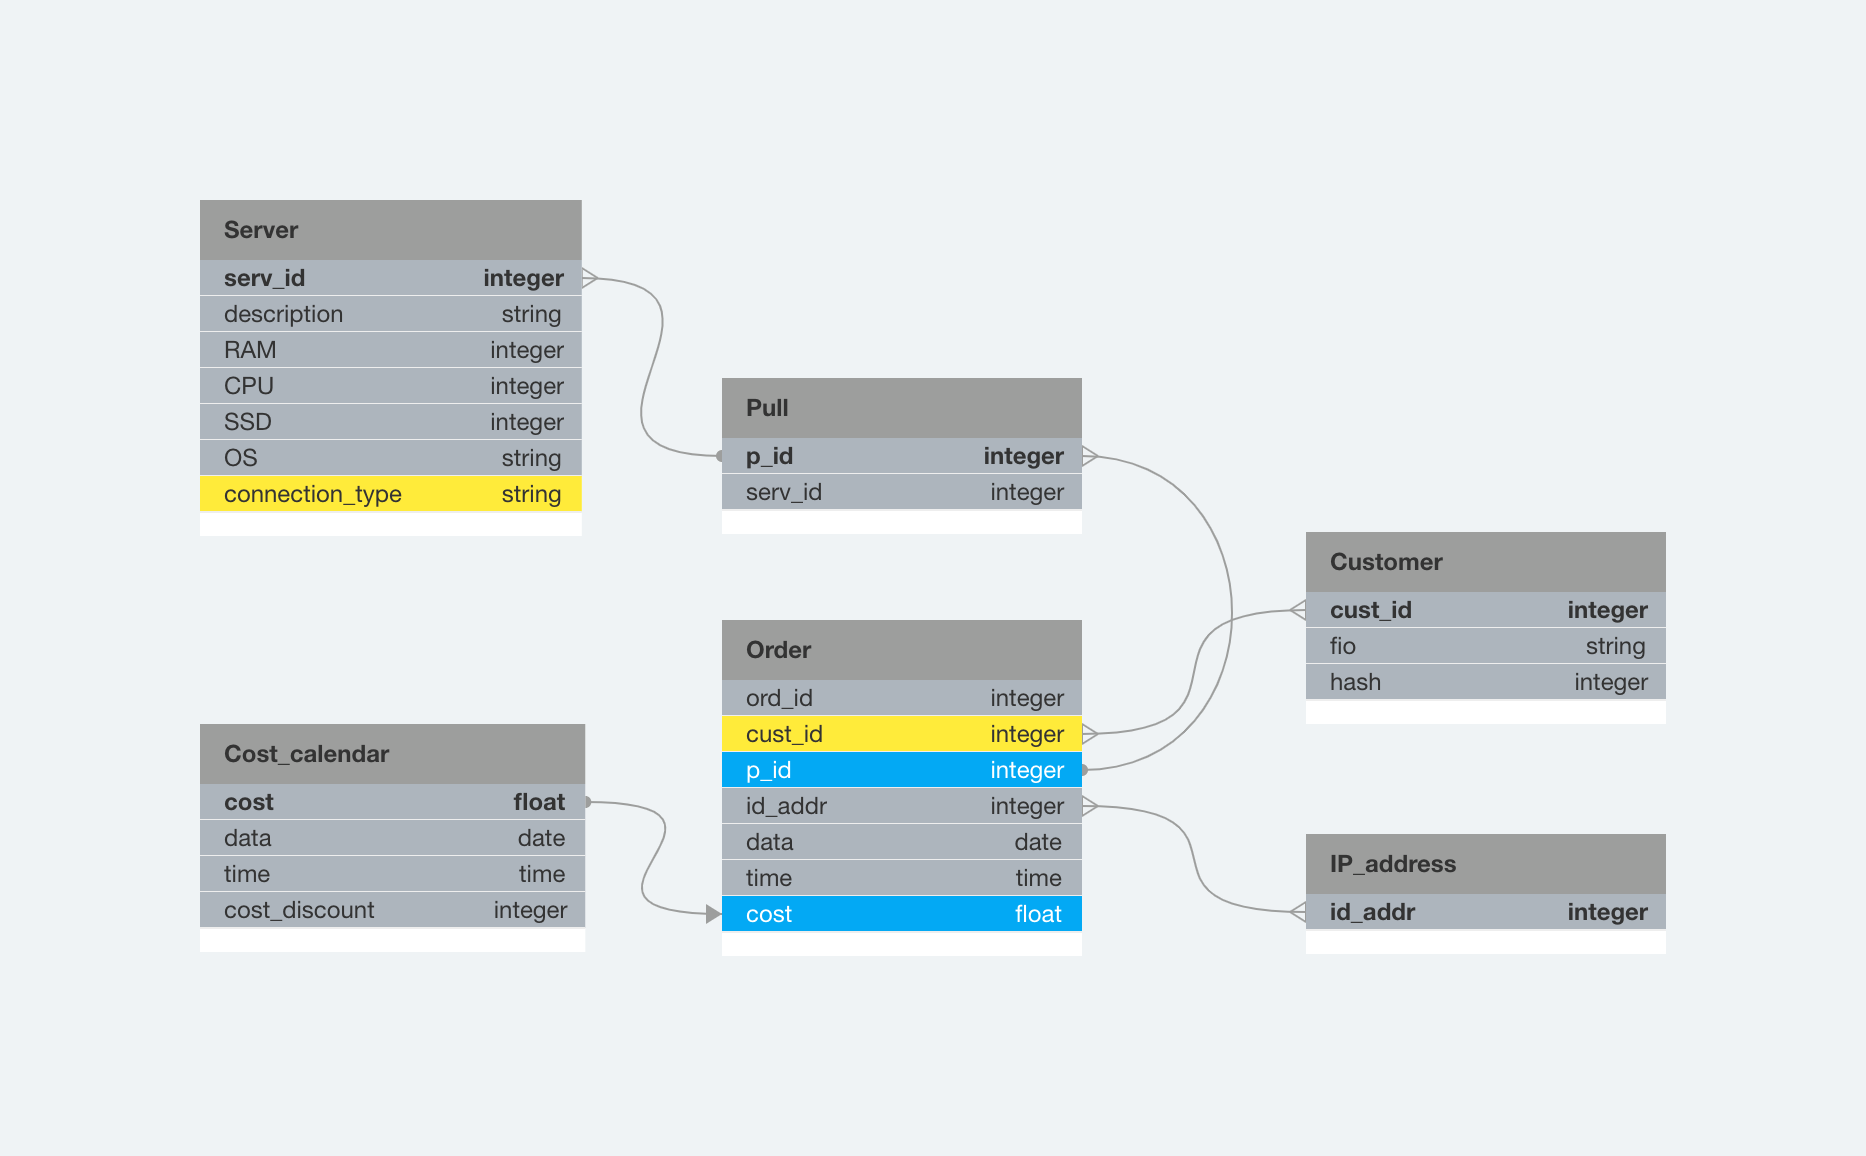 Server
serv_id integer
description string
RAM integer
CPU integer
SSD integer
OS string
connection_type string
Pull
p_id integer
serv_id integer
Customer
cust_id integer
fio string
hash integer
Order
ord_id integer
cust_id integer
p_id integer
id_addr integer
data date
time time
cost float
Cost_calendar
cost float
data date
time time
cost_discount integer
IP_address
id_addr integer